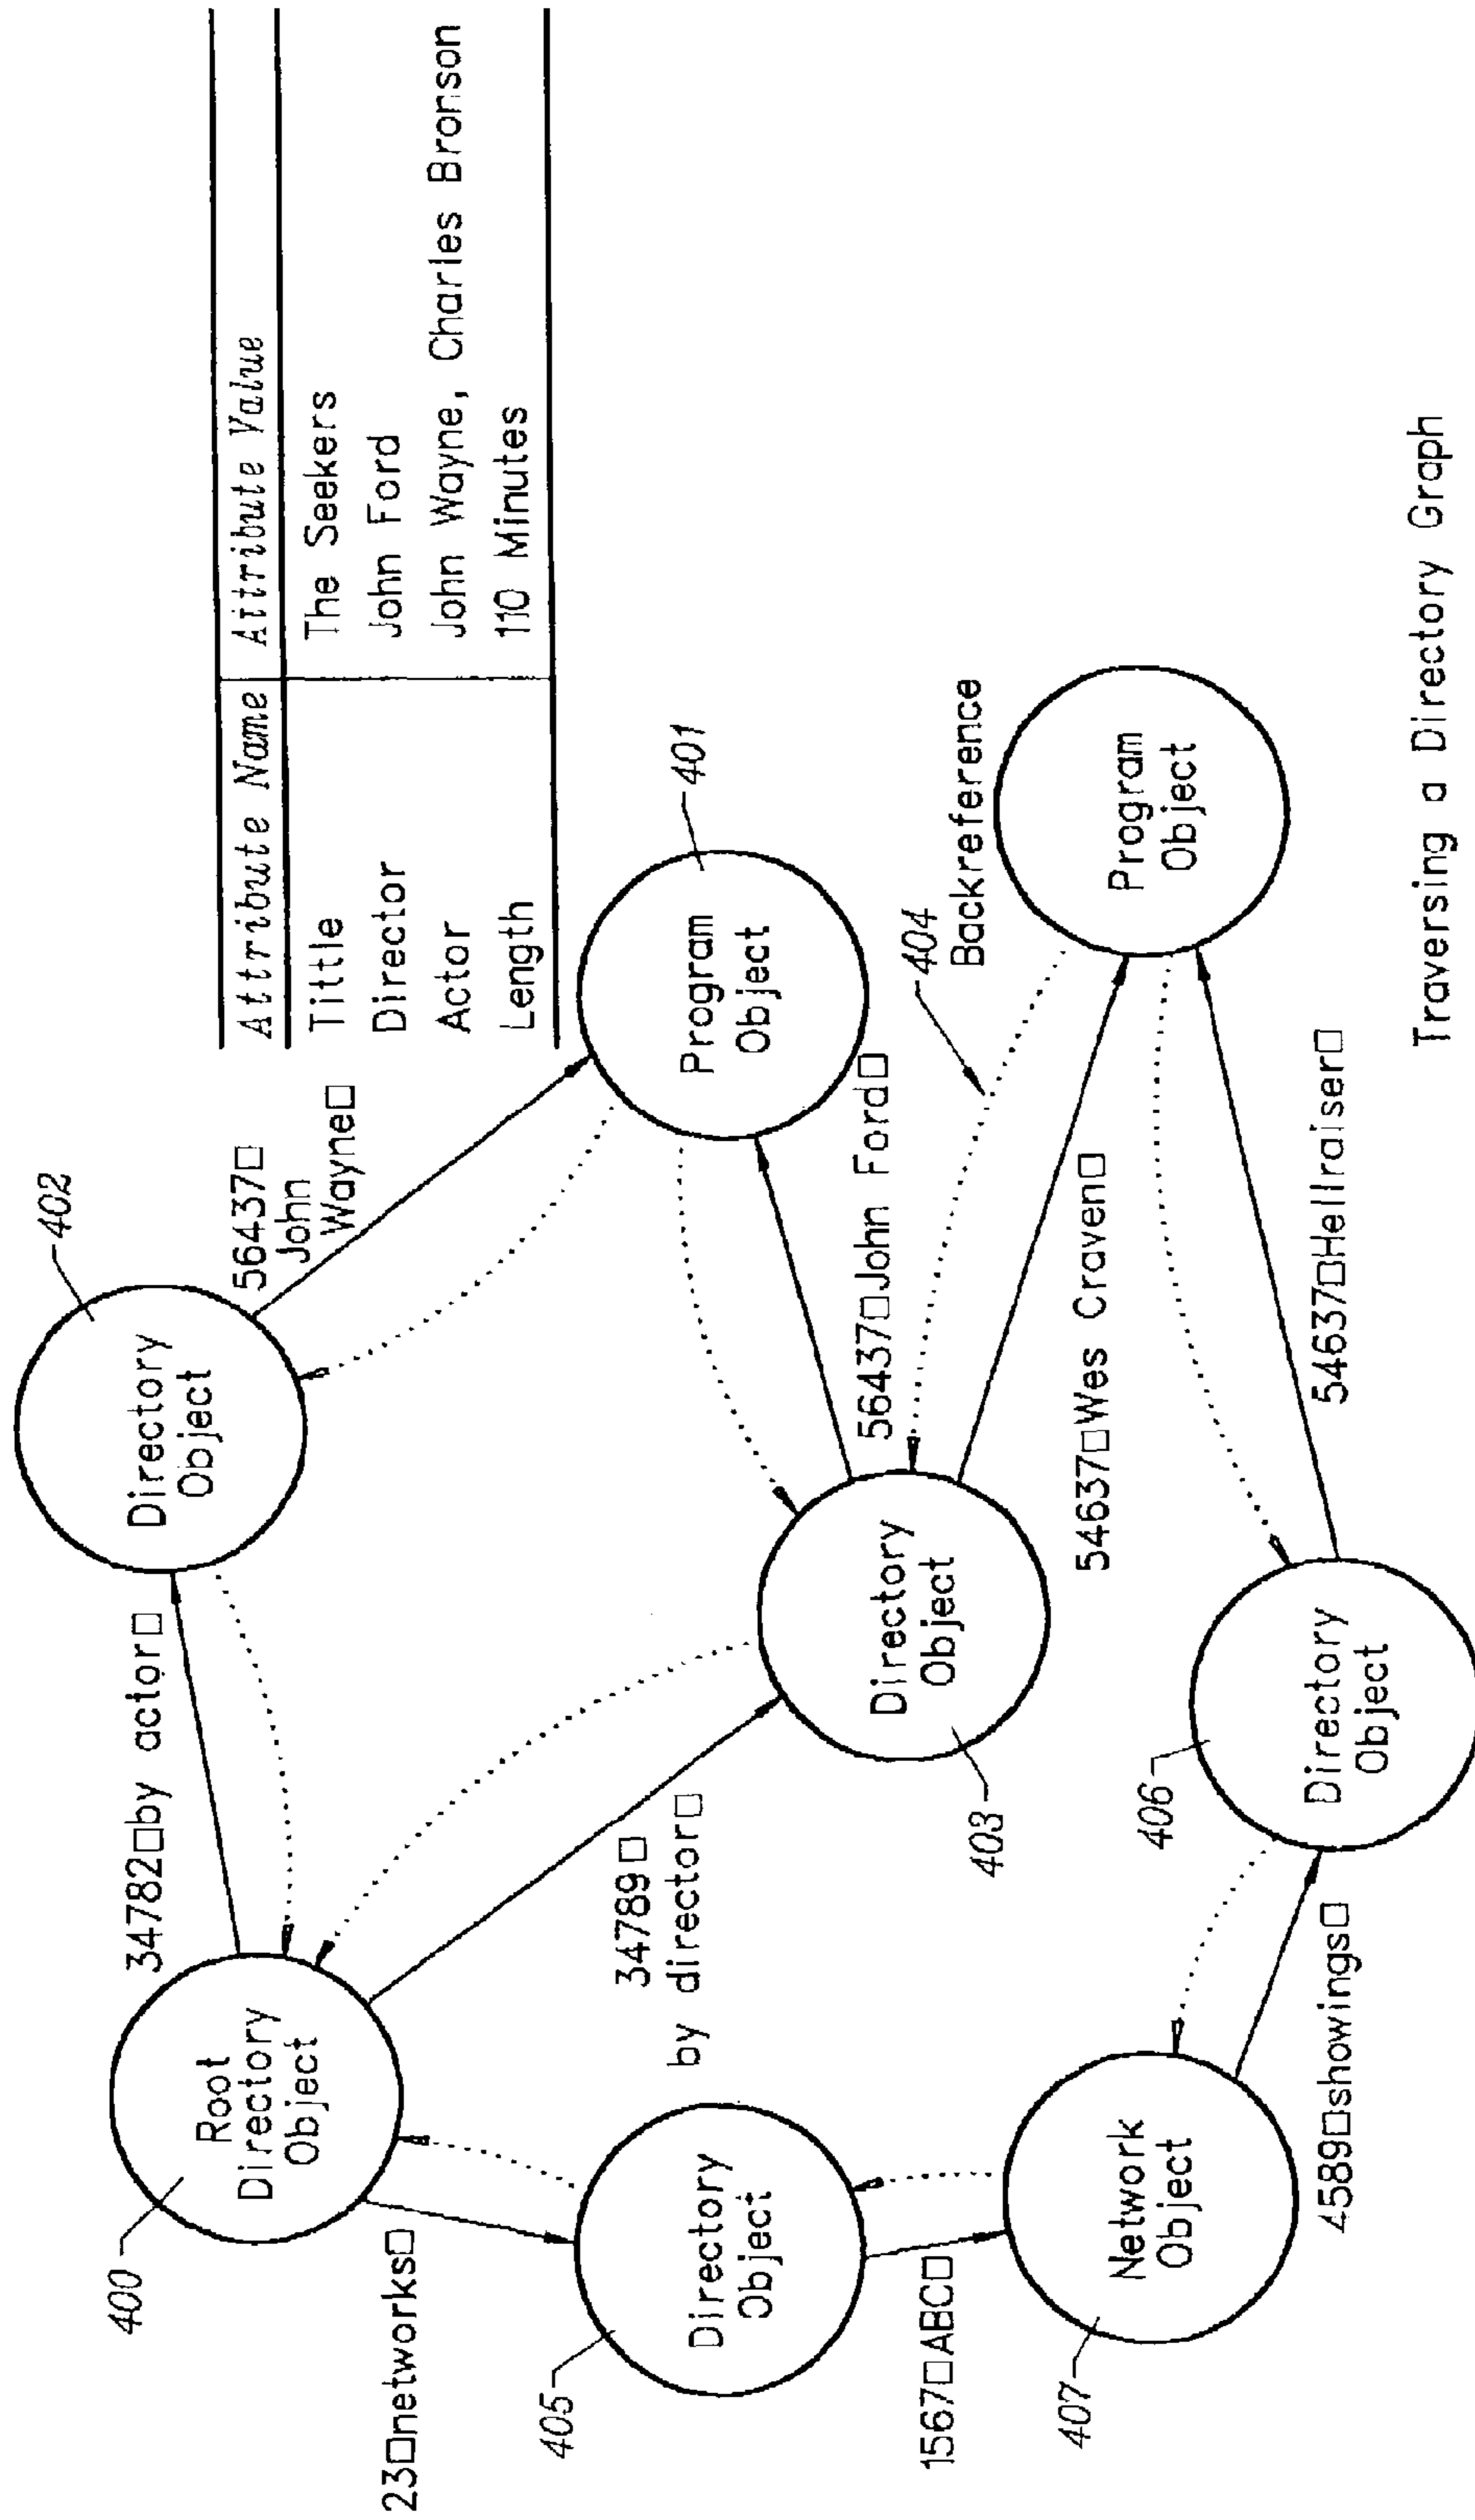 Attribute Name Attribute Value
Tittle The Seekers
Director John Ford
Actor John Wayne, Charles Bronson
Length 110 Minutes
400
Root
Directory
Object
34782□by actor□
402
Directory
Object
56437□
John
Wayne□
401
Program
Object
23□networks□
34789□
by director□
405
Directory
Object
403
Directory
Object
56437□John Ford□
404
Backreference
1567□ABC□
54637□Wes Craven□
Program
Object
407
Network
Object
406
Directory
Object
4589□showings□
54637□Hellraiser□
Traversing a Directory Graph